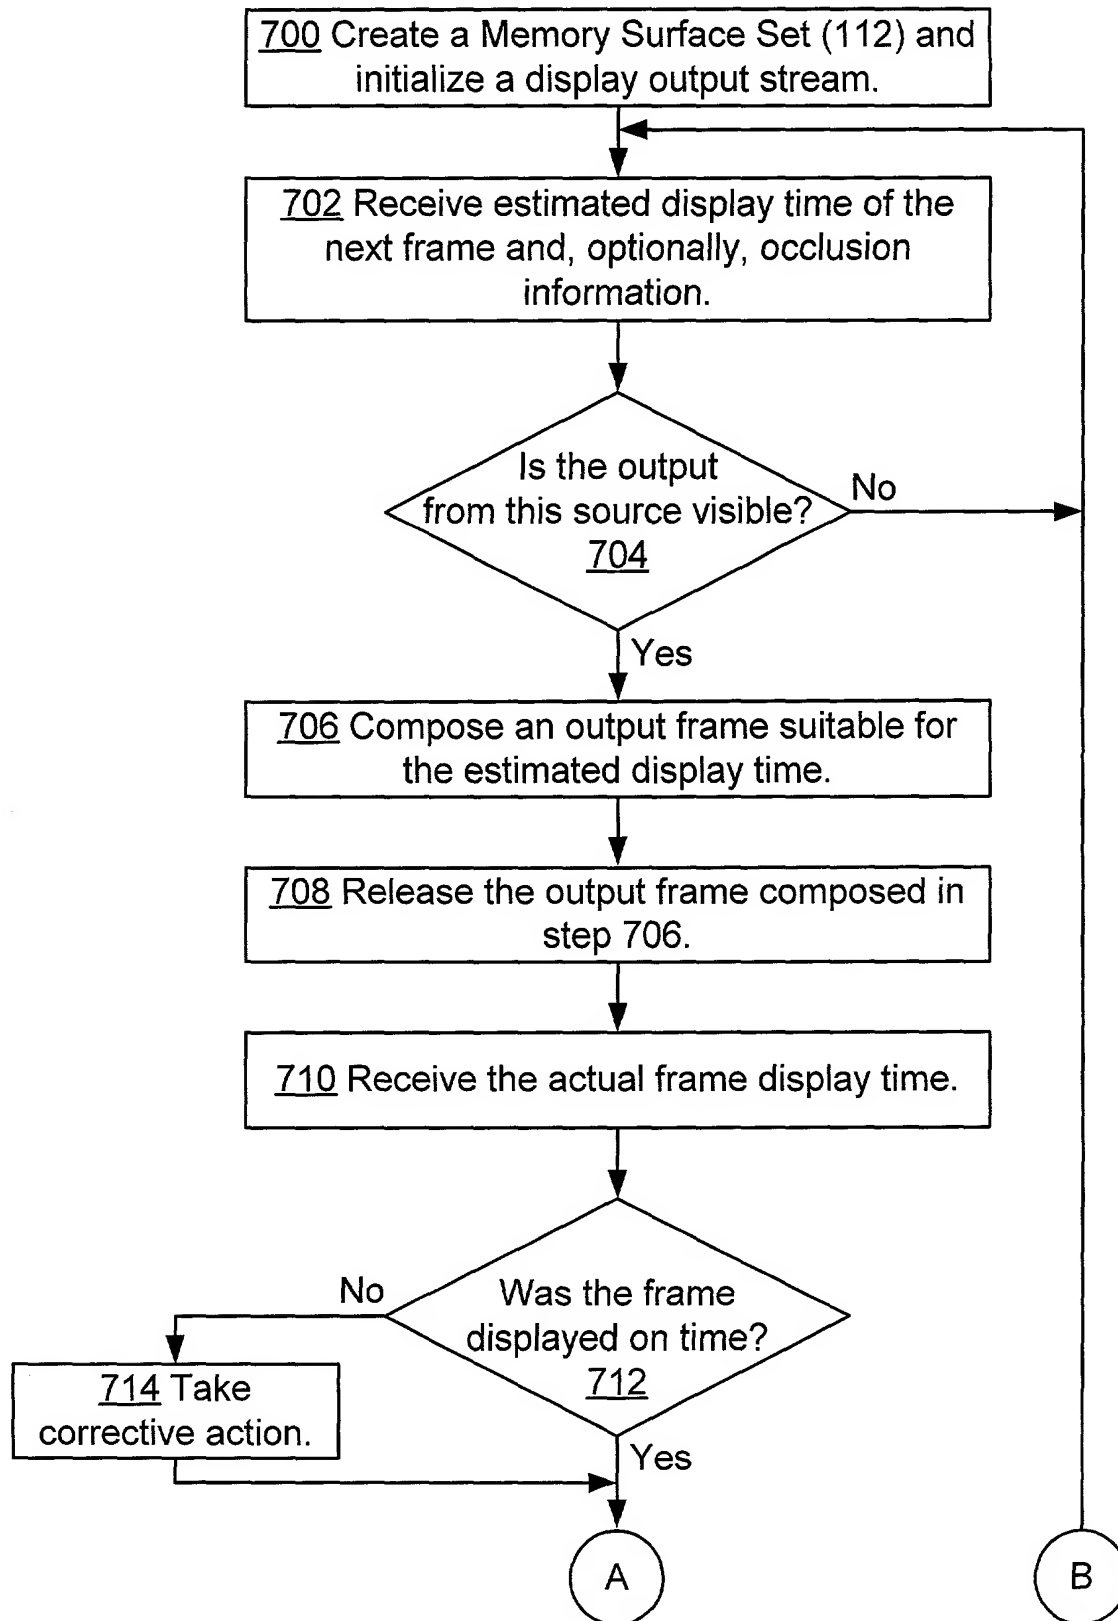 700 Create a Memory Surface Set (112) and
initialize a display output stream.
702 Receive estimated display time of the
next frame and, optionally, occlusion
information.
Is the output
from this source visible?
704
No
Yes
706 Compose an output frame suitable for
the estimated display time.
708 Release the output frame composed in
step 706.
710 Receive the actual frame display time.
No
Was the frame
displayed on time?
712
714 Take
corrective action.
Yes
A
B